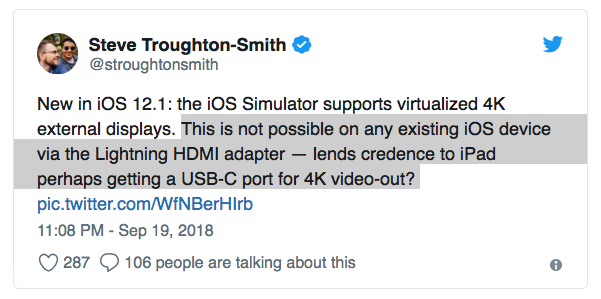 Steve Troughton-Smith
@stroughtonsmith
New in iOS 12.1: the iOS Simulator supports virtualized 4K
external displays. This is not possible on any existing iOS device
via the Lightning HDMI adapter — lends credence to iPad
perhaps getting a USB-C port for 4K video-out?
pic.twitter.com/WfNBerHIrb
11:08 PM - Sep 19, 2018
287 106 people are talking about this